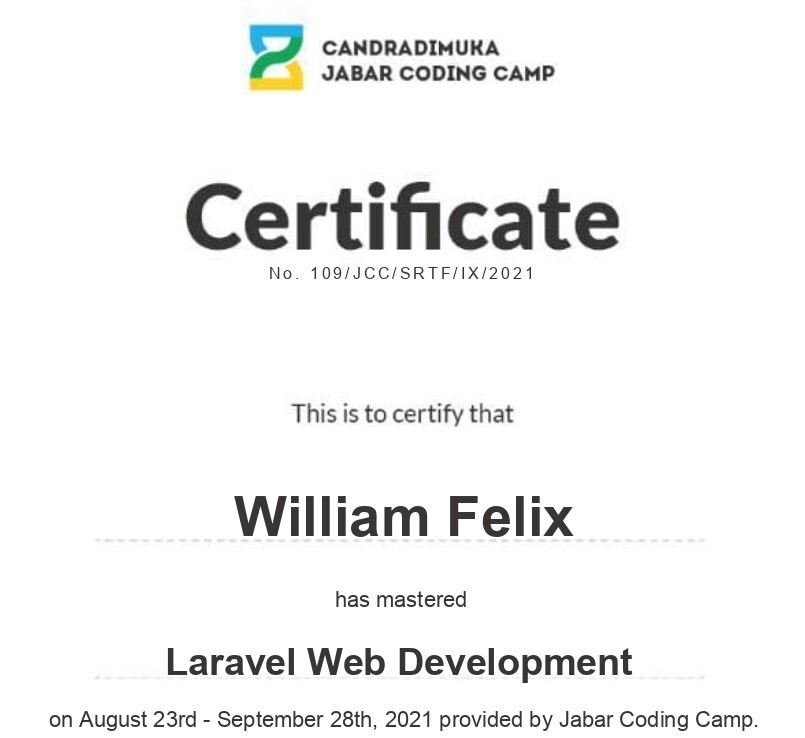 CANDRADIMUKA
JABAR CODING CAMP
Certificate
No. 109/JCC/SRTF/IX/2021
This is to certify that
William Felix
has mastered
Laravel Web Development
on August 23rd - September 28th, 2021 provided by Jabar Coding Camp.